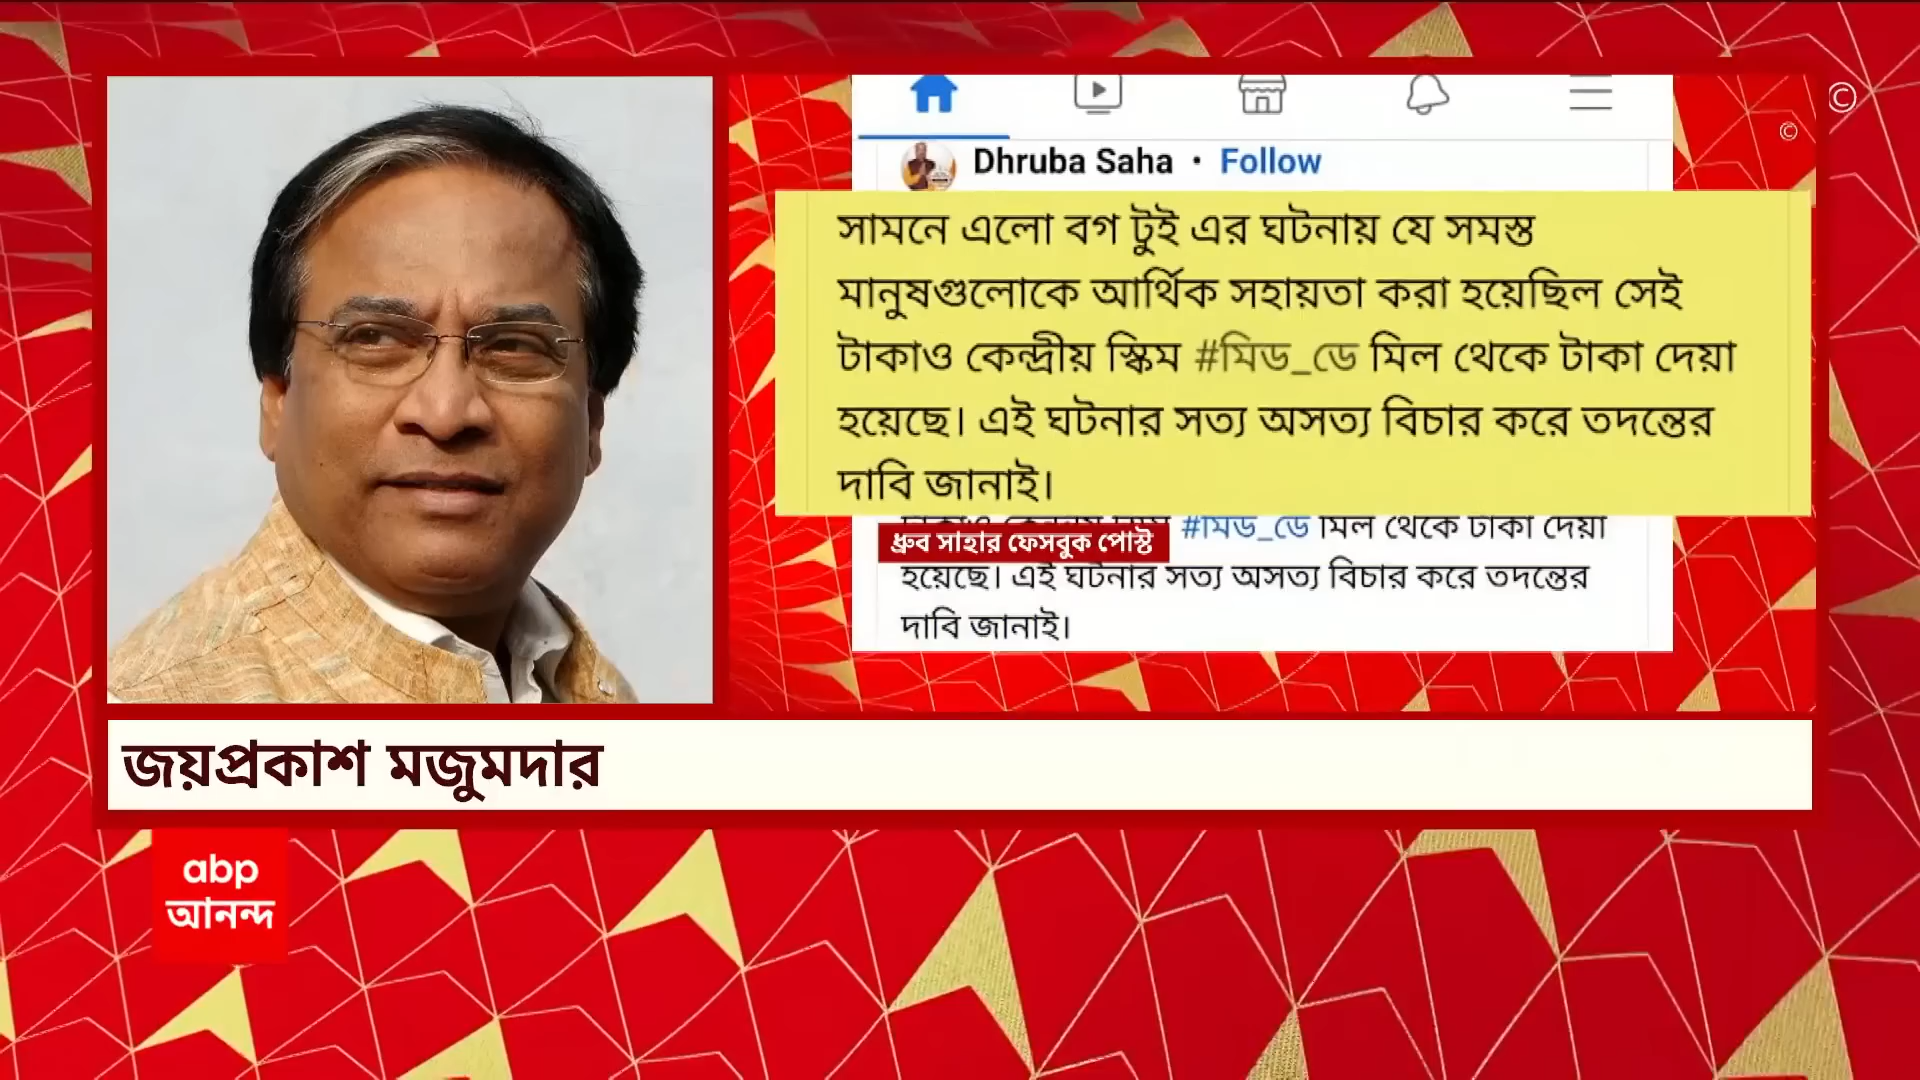 ©
©
Dhruba Saha • Follow
সামনে এলো বগ টুই এর ঘটনায় যে সমস্ত
মানুষগুলোকে আর্থিক সহায়তা করা হয়েছিল সেই
টাকাও কেন্দ্রীয় স্কিম #মিড_ডে মিল থেকে টাকা দেয়া
হয়েছে। এই ঘটনার সত্য অসত্য বিচার করে তদন্তের
দাবি জানাই।
টাকাও কেন্দ্রীয় স্কিম #মিড_ডে মিল থেকে টাকা দেয়া
ধ্রুব সাহার ফেসবুক পোস্ট
হয়েছে। এই ঘটনার সত্য অসত্য বিচার করে তদন্তের
দাবি জানাই।
জয়প্রকাশ মজুমদার
abp
আনন্দ